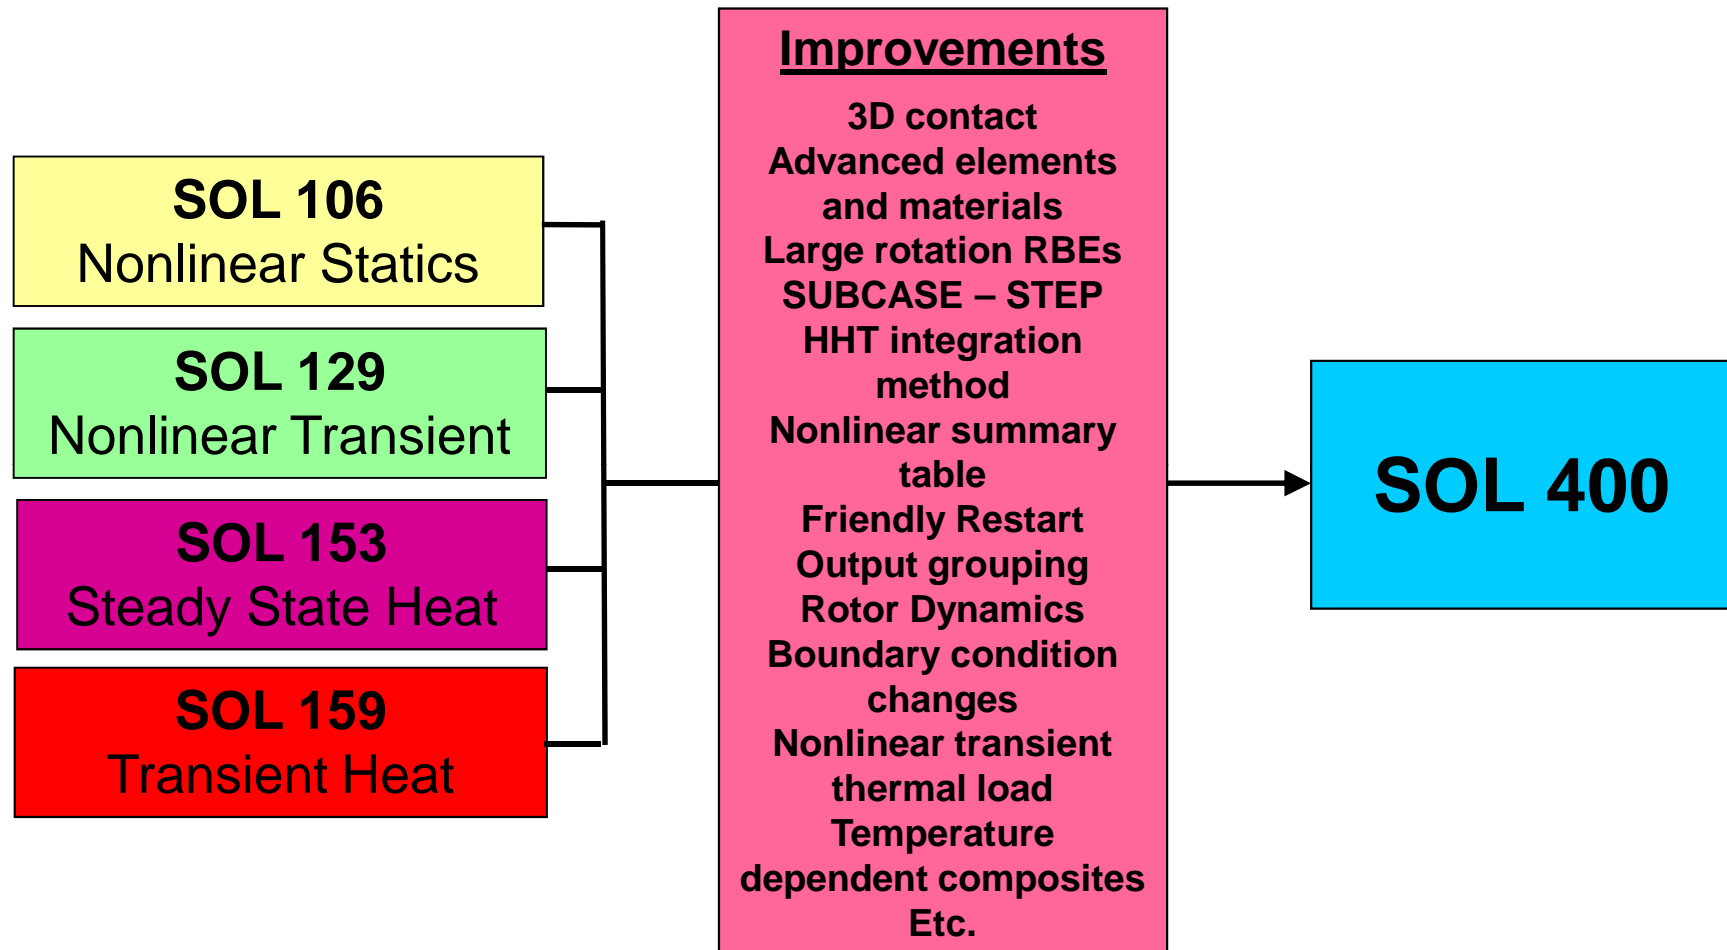 SOL 106
Nonlinear Statics
SOL 129
Nonlinear Transient
SOL 153
Steady State Heat
SOL 159
Transient Heat
Improvements
3D contact
Advanced elements
and materials
Large rotation RBEs
SUBCASE – STEP
HHT integration
method
Nonlinear summary
table
Friendly Restart
Output grouping
Rotor Dynamics
Boundary condition
changes
Nonlinear transient
thermal load
Temperature
dependent composites
Etc.
SOL 400